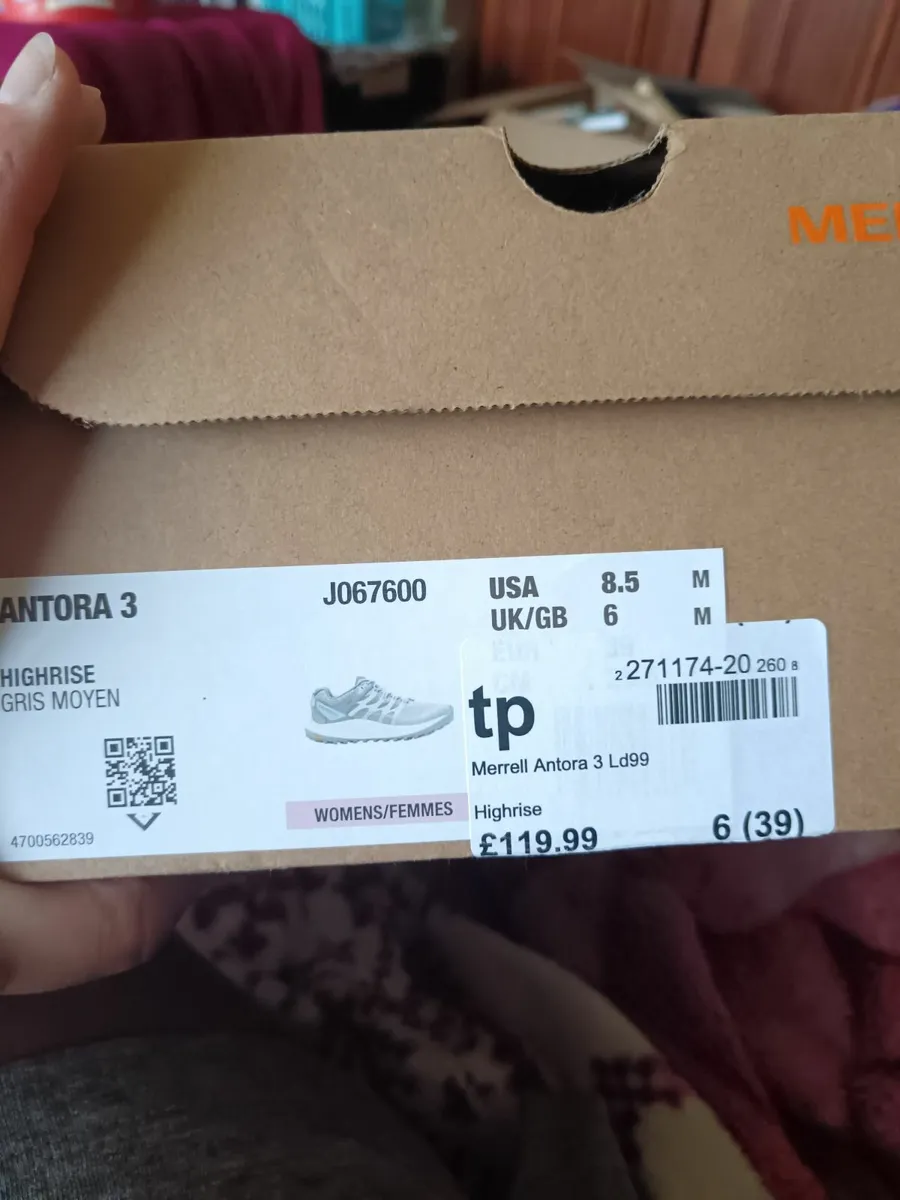 ANTORA 3
J067600
USA 8.5 M
UK/GB 6 M
HIGHRISE
GRIS MOYEN
4700562839
WOMENS/FEMMES
2 271174-20 260 8
tp
Merrell Antora 3 Ld99
Highrise
£119.99
6 (39)